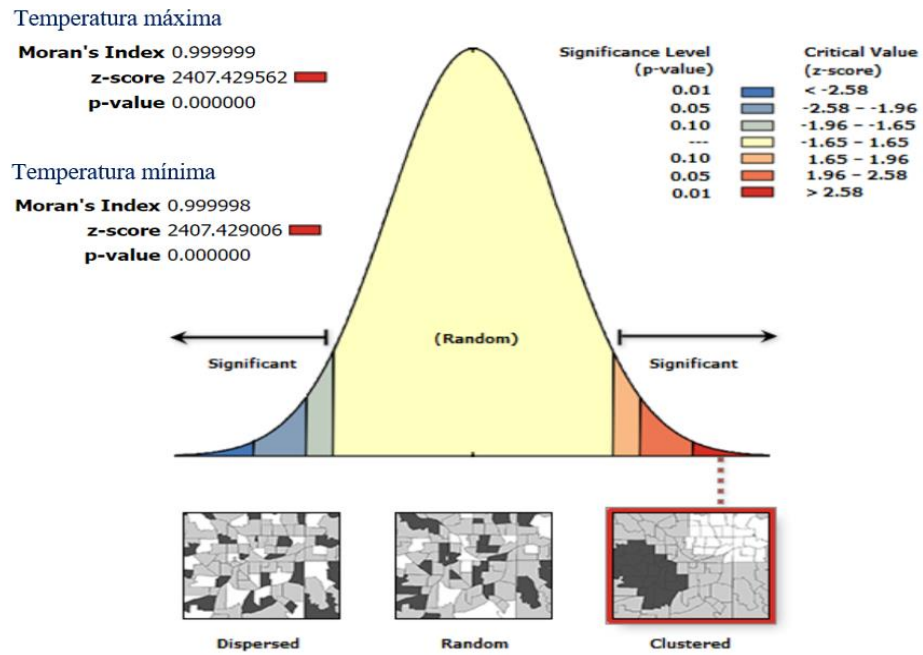 Temperatura máxima
Moran's Index 0.999999
z-score 2407.429562
p-value 0.000000
Temperatura mínima
Moran's Index 0.999998
z-score 2407.429006
p-value 0.000000
Significance Level Critical Value
(p-value) (z-score)
0.01 < -2.58
0.05 -2.58 – -1.96
0.10 -1.96 – -1.65
--- -1.65 – 1.65
0.10 1.65 – 1.96
0.05 1.96 – 2.58
0.01 > 2.58
(Random)
Significant Significant
Dispersed Random Clustered